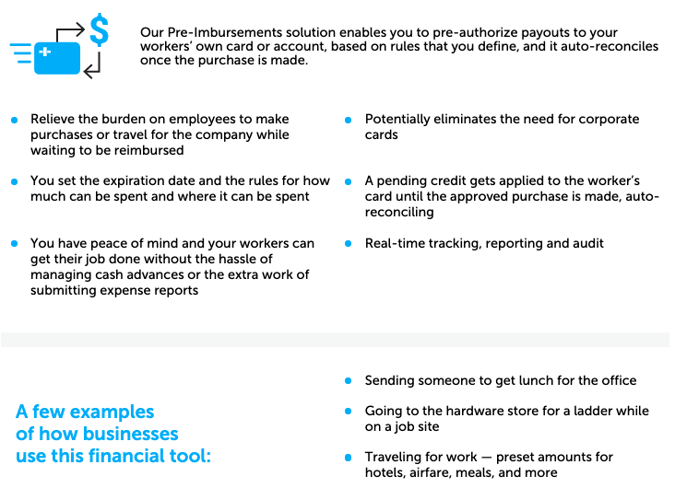 $
Our Pre-Imbursements solution enables you to pre-authorize payouts to your
workers’ own card or account, based on rules that you define, and it auto-reconciles
once the purchase is made.
Relieve the burden on employees to make
purchases or travel for the company while
waiting to be reimbursed
You set the expiration date and the rules for how
much can be spent and where it can be spent
You have peace of mind and your workers can
get their job done without the hassle of
managing cash advances or the extra work of
submitting expense reports
Potentially eliminates the need for corporate
cards
A pending credit gets applied to the worker’s
card until the approved purchase is made, auto-
reconciling
Real-time tracking, reporting and audit
A few examples
of how businesses
use this financial tool:
Sending someone to get lunch for the office
Going to the hardware store for a ladder while
on a job site
Traveling for work — preset amounts for
hotels, airfare, meals, and more